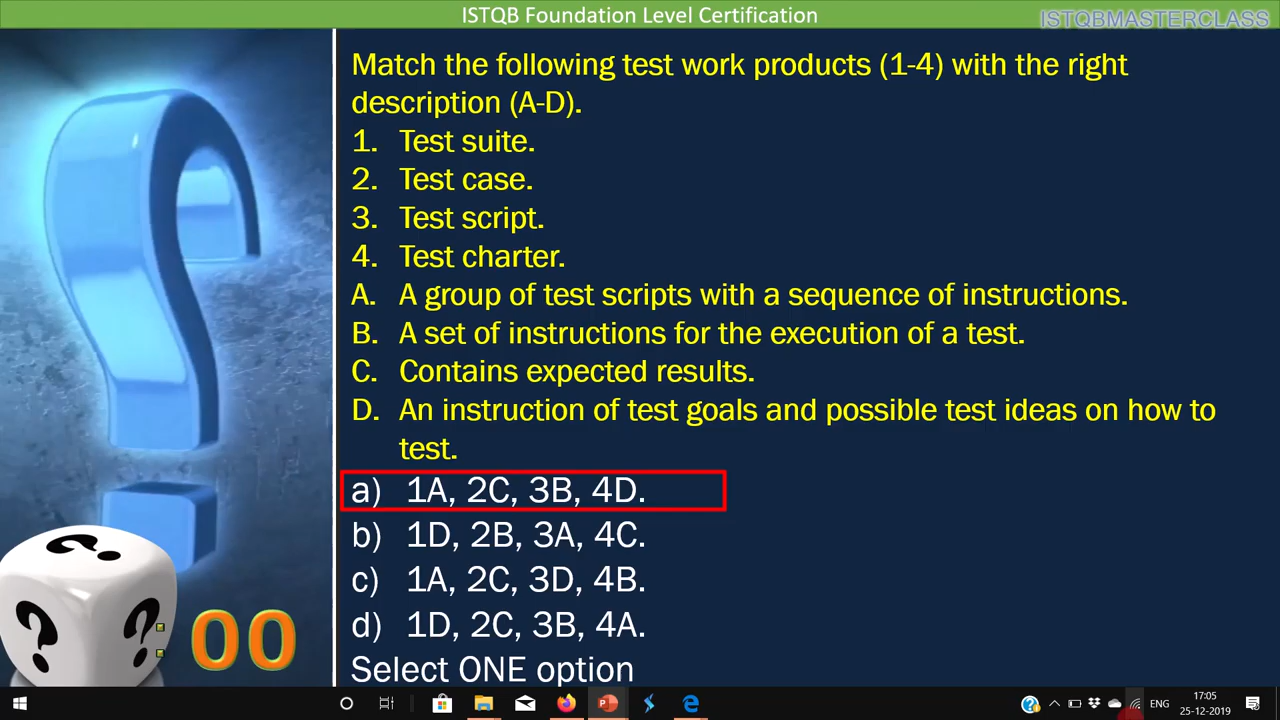 ISTQB Foundation Level Certification
ISTQBMASTERCLASS
Match the following test work products (1-4) with the right
description (A-D).
1. Test suite.
2. Test case.
3. Test script.
4. Test charter.
A. A group of test scripts with a sequence of instructions.
B. A set of instructions for the execution of a test.
C. Contains expected results.
D. An instruction of test goals and possible test ideas on how to
test.
a) 1A, 2C, 3B, 4D.
b) 1D, 2B, 3A, 4C.
c) 1A, 2C, 3D, 4B.
d) 1D, 2C, 3B, 4A.
Select ONE option
00
ENG
17:05
25-12-2019